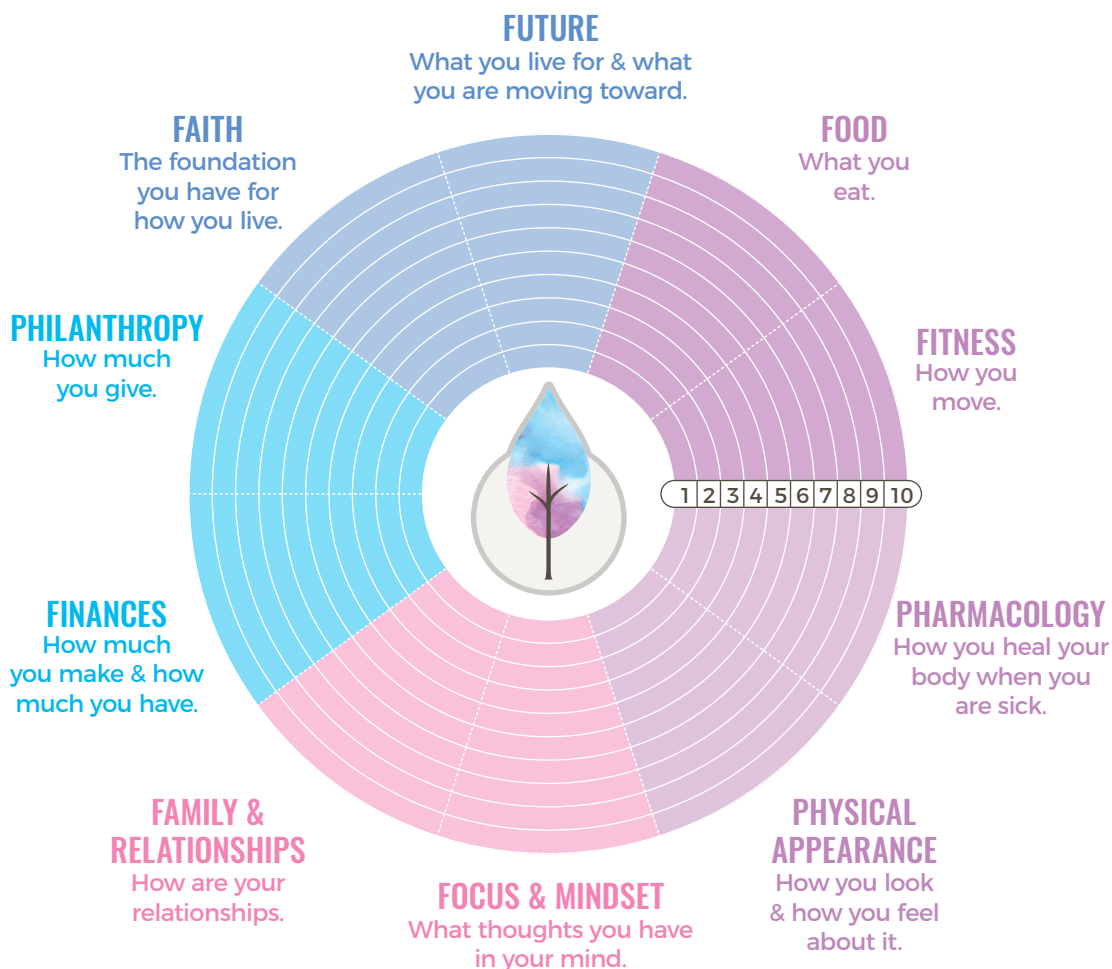 FUTURE
What you live for & what
you are moving toward.
FOOD
What you
eat.
FITNESS
How you
move.
1 2 3 4 5 6 7 8 9 10
PHARMACOLOGY
How you heal your
body when you
are sick.
PHYSICAL
APPEARANCE
How you look
& how you feel
about it.
FOCUS & MINDSET
What thoughts you have
in your mind.
FAMILY &
RELATIONSHIPS
How are your
relationships.
FINANCES
How much
you make & how
much you have.
PHILANTHROPY
How much
you give.
FAITH
The foundation
you have for
how you live.